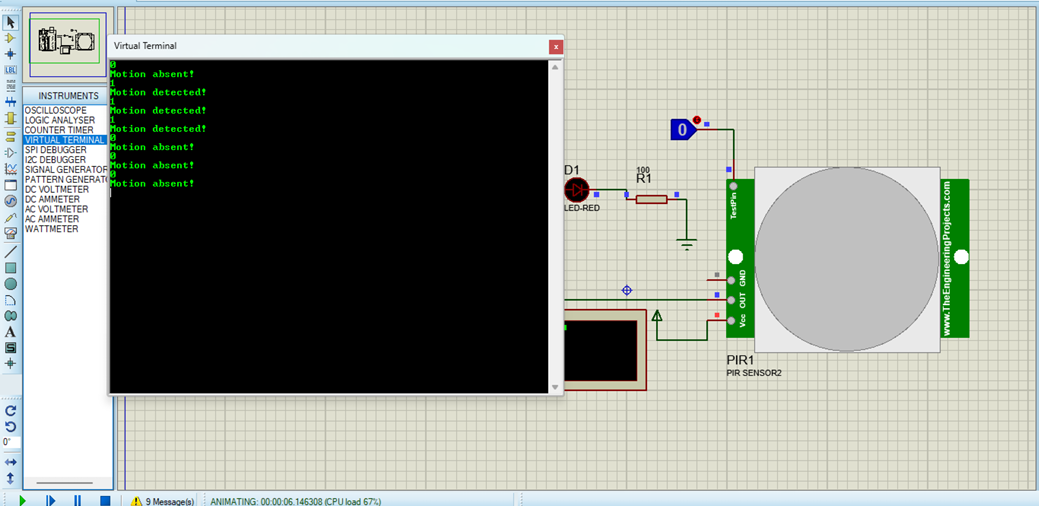 Virtual Terminal
x
0
Motion absent!
1
Motion detected!
1
Motion detected!
1
Motion detected!
0
Motion absent!
0
Motion absent!
0
Motion absent!
LBL
INSTRUMENTS
OSCILLOSCOPE
LOGIC ANALYSER
COUNTER TIMER
VIRTUAL TERMINAL
SPI DEBUGGER
I2C DEBUGGER
SIGNAL GENERATOR
PATTERN GENERAT
DC VOLTMETER
DC AMMETER
AC VOLTMETER
AC AMMETER
WATTMETER
A
S
0°
0
D1
LED-RED
100
R1
TestPin
GND
OUT
Vcc
www.TheEngineeringProjects.com
PIR1
PIR SENSOR2
9 Message(s)
ANIMATING: 00:00:06.146308 (CPU load 67%)